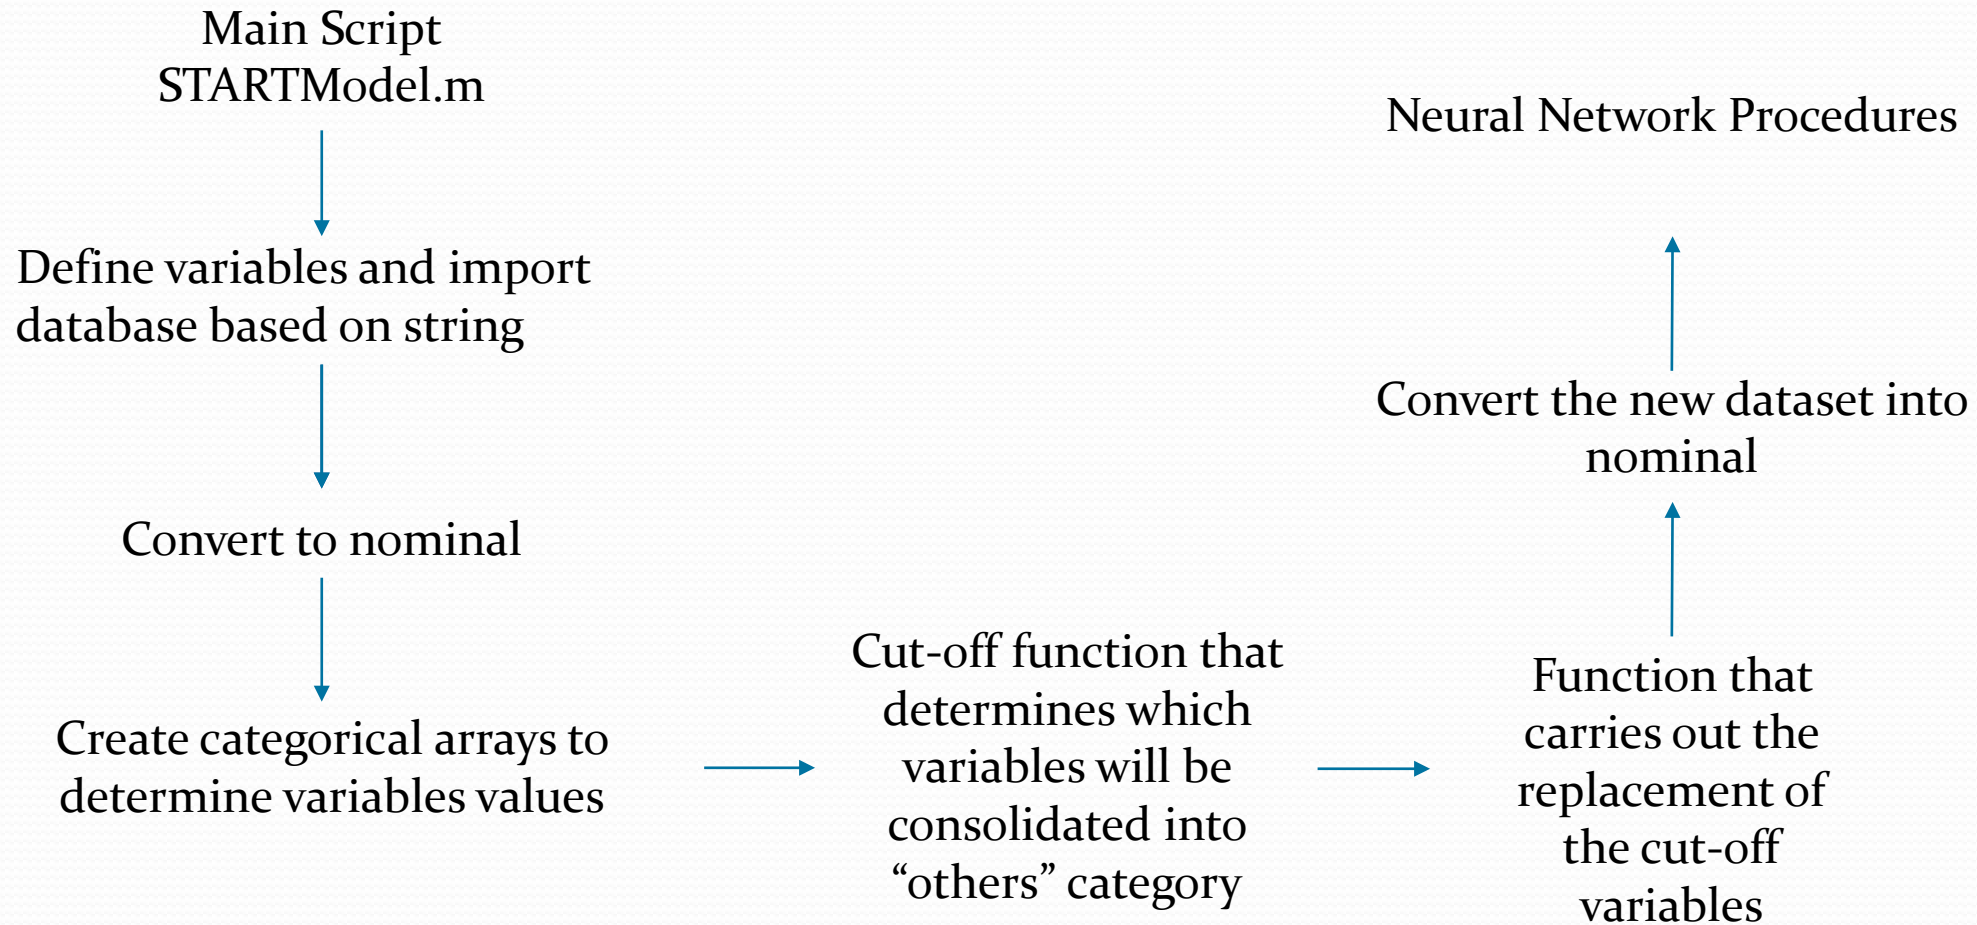 Main Script
STARTModel.m
Define variables and import
database based on string
Convert to nominal
Create categorical arrays to
determine variables values
Cut-off function that
determines which
variables will be
consolidated into
“others” category
Function that
carries out the
replacement of
the cut-off
variables
Convert the new dataset into
nominal
Neural Network Procedures